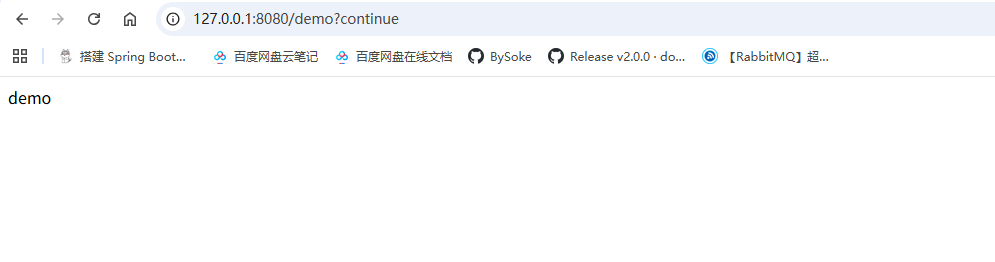 127.0.0.1:8080/demo?continue
搭建 Spring Boot... 百度网盘云笔记 百度网盘在线文档 BySoke Release v2.0.0 · do... 【RabbitMQ】超...
demo